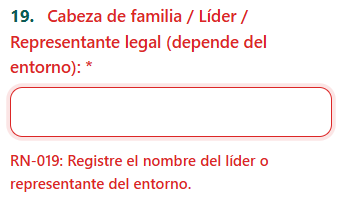 19. Cabeza de familia / Líder /
Representante legal (depende del
entorno): *
RN-019: Registre el nombre del líder o
representante del entorno.